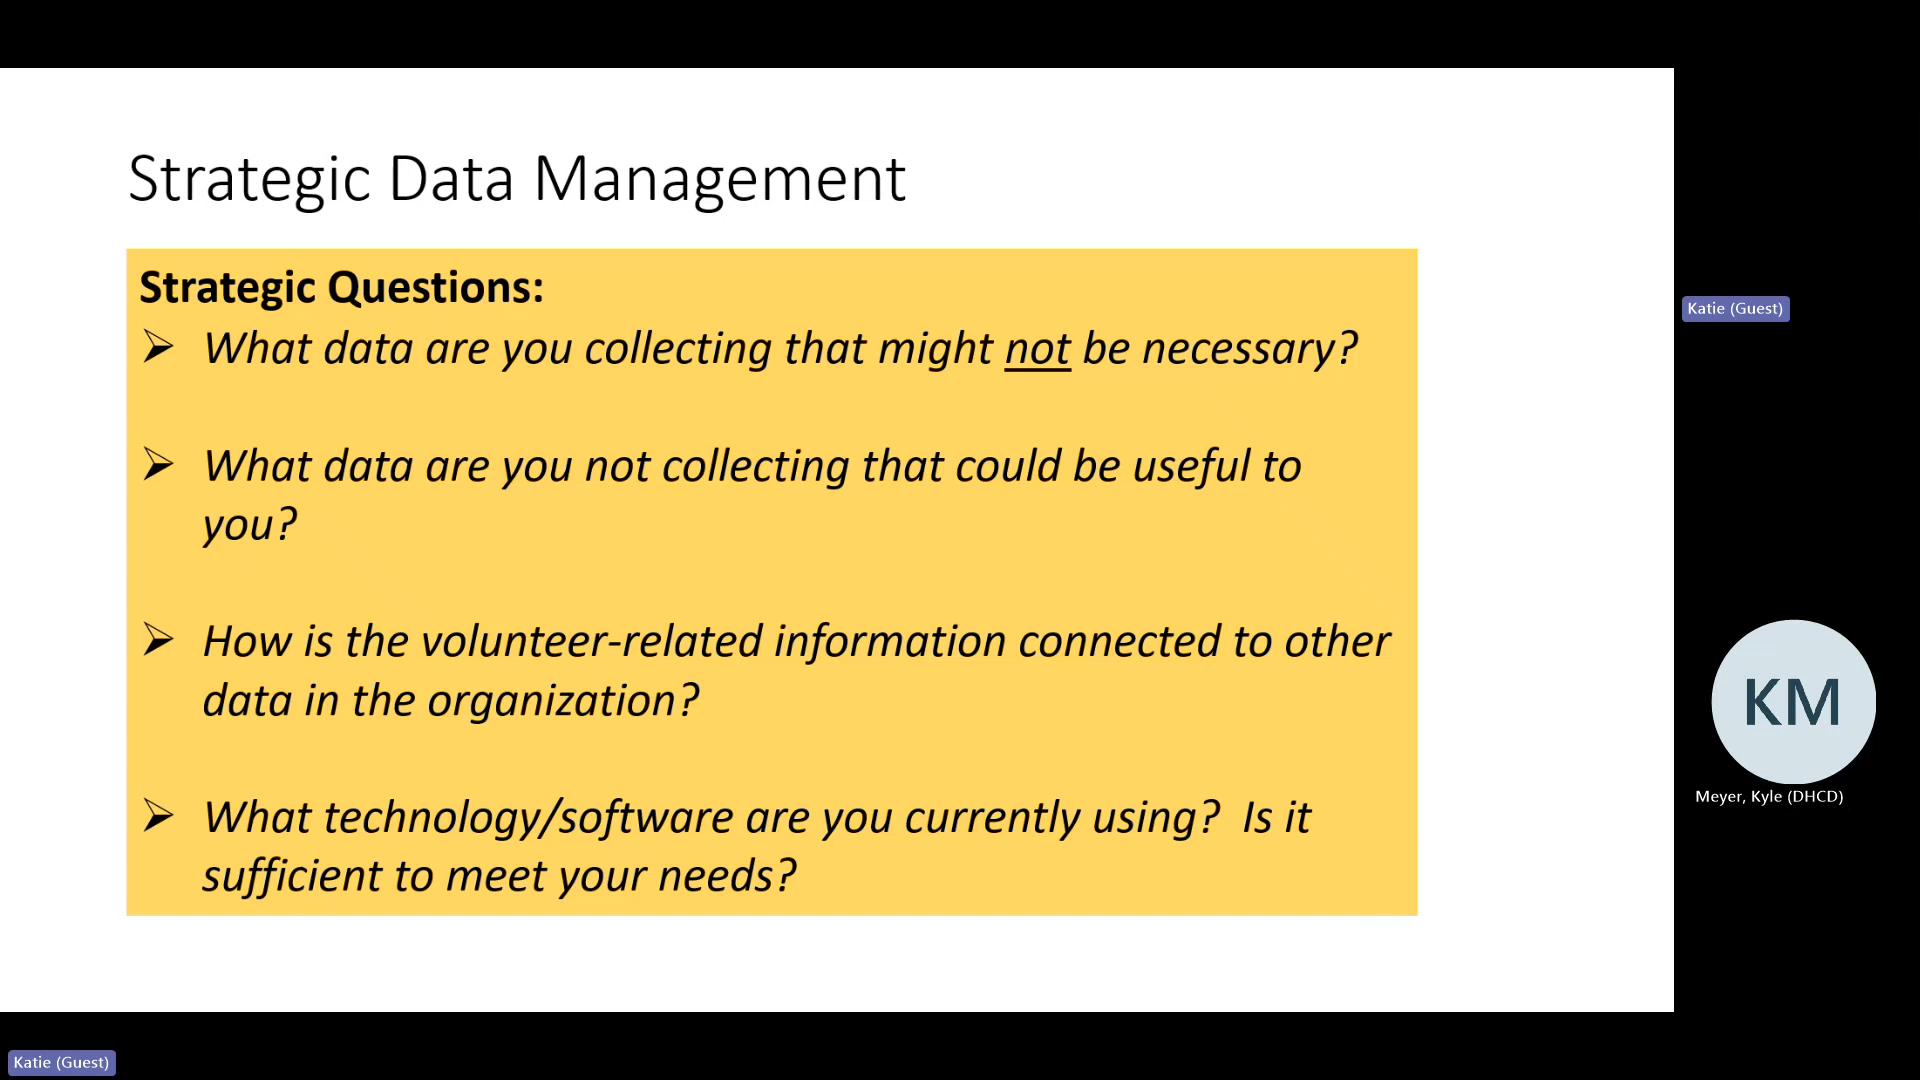 Strategic Data Management
Strategic Questions:
➢ What data are you collecting that might not be necessary?
➢ What data are you not collecting that could be useful to
you?
➢ How is the volunteer-related information connected to other
data in the organization?
➢ What technology/software are you currently using?  Is it
sufficient to meet your needs?
Katie (Guest)
KM
Meyer, Kyle (DHCD)
Katie (Guest)